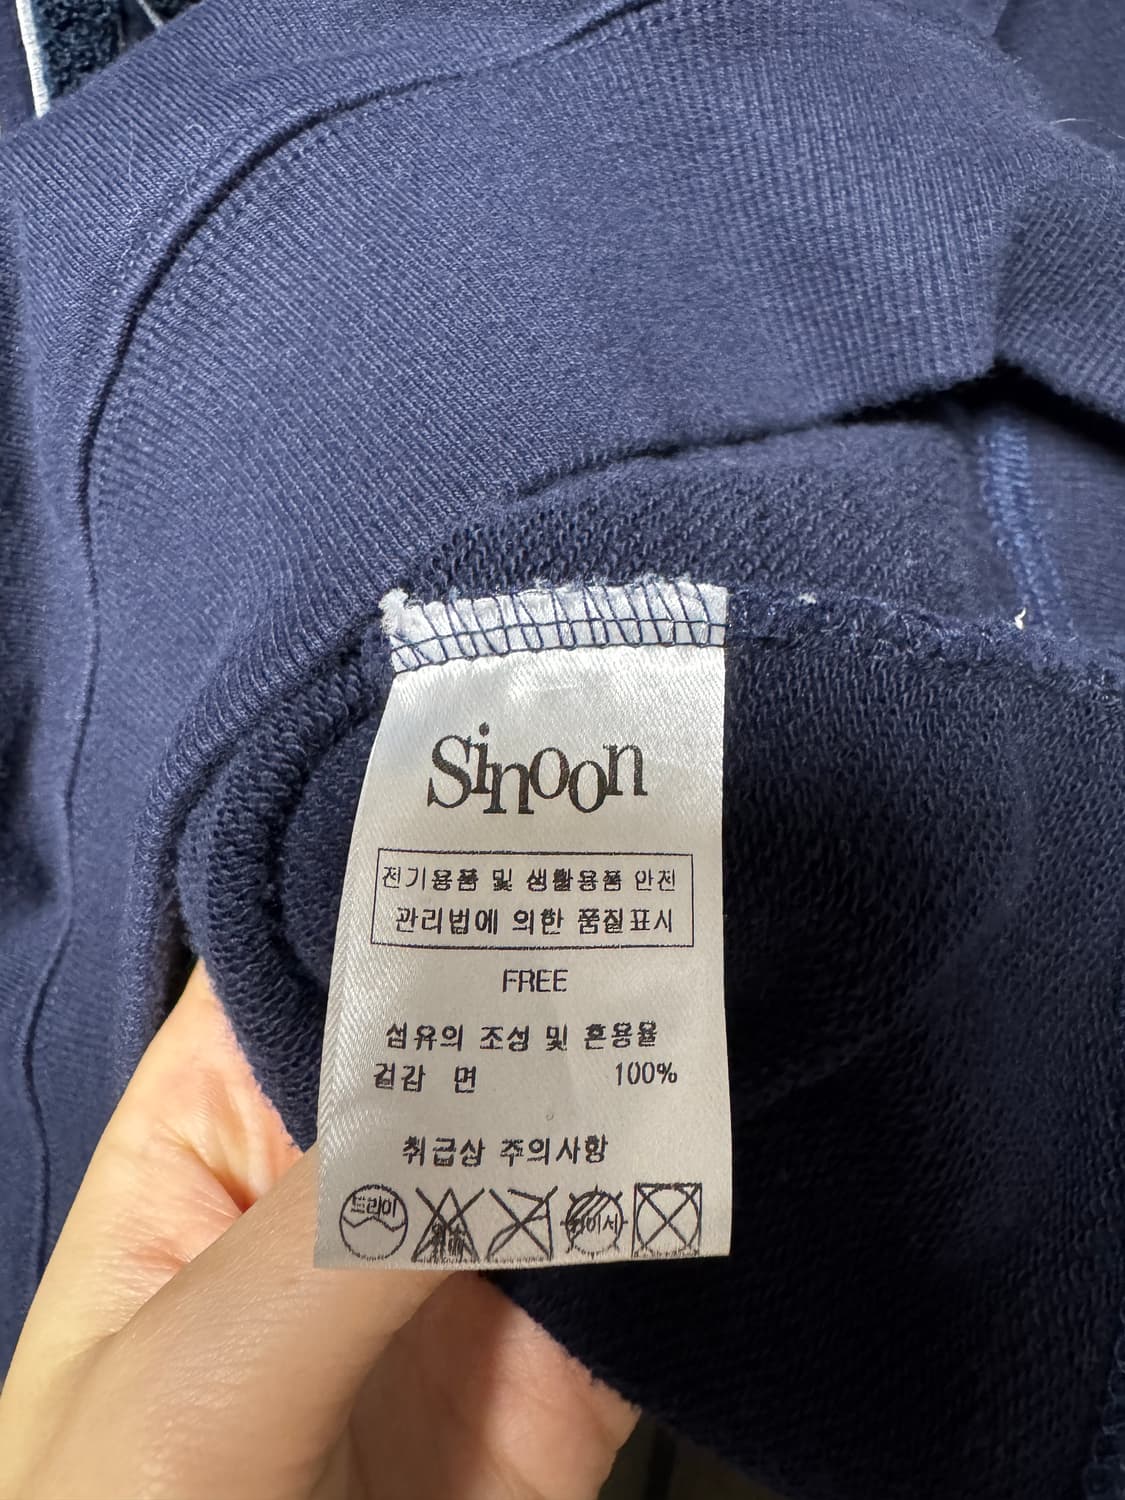 Sinoon
전기용품 및 생활용품 안전
관리법에 의한 품질표시
FREE
섬유의 조성 및 혼용율
겉감 면 100%
취급상 주의사항
드라이